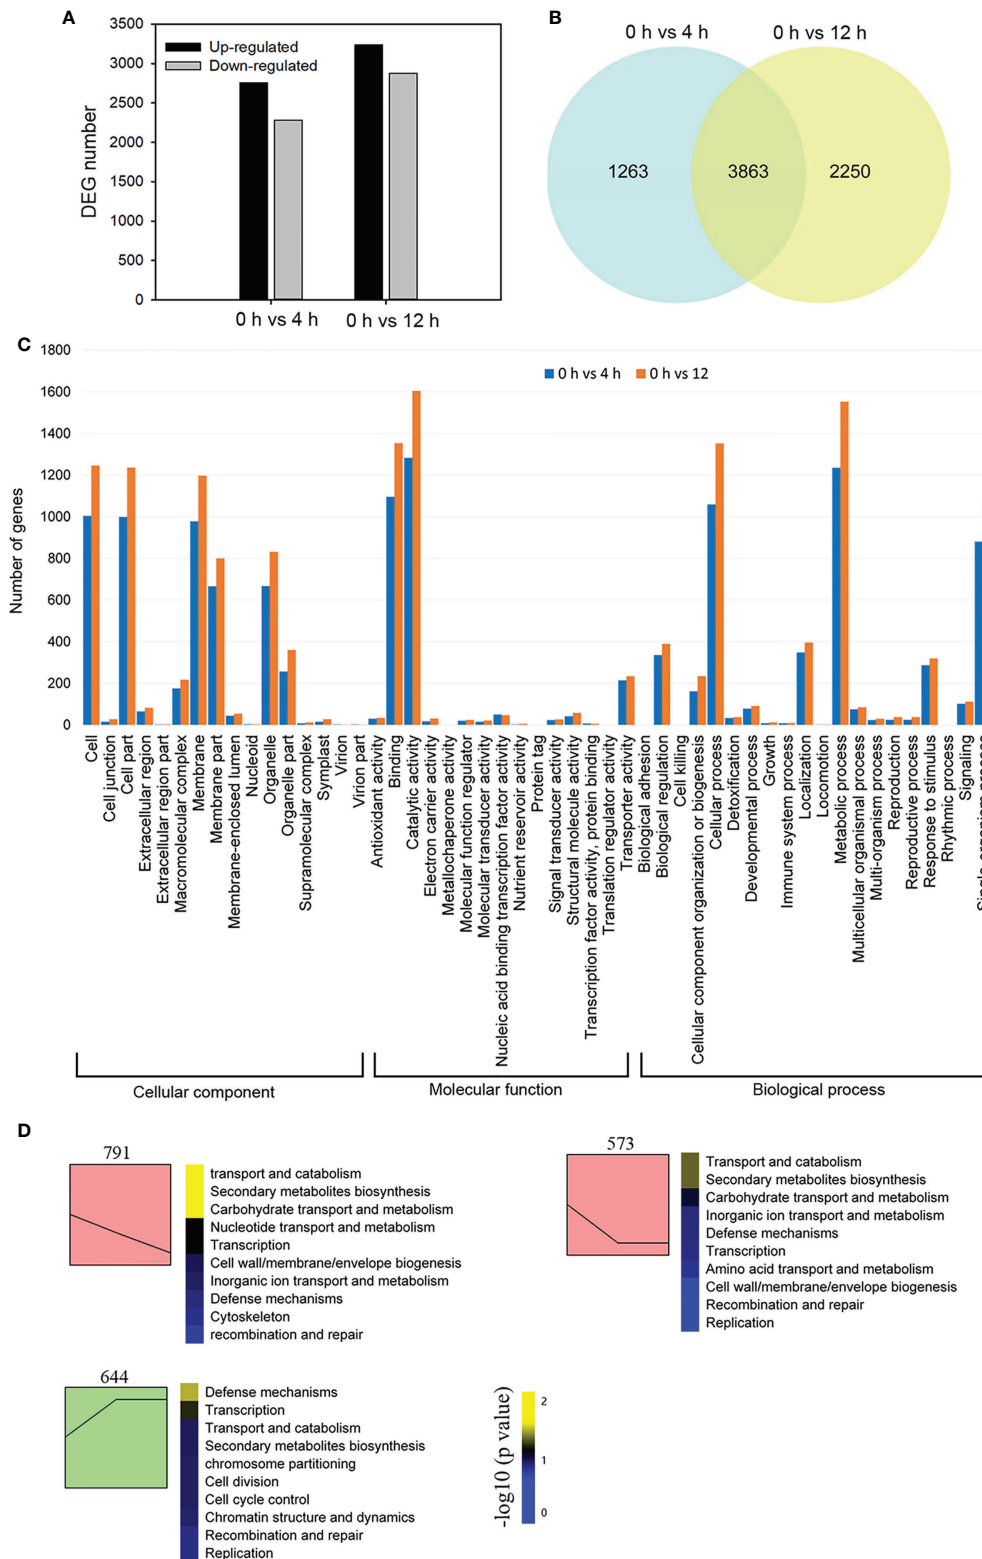 A
3500
3000
2500
2000
1500
1000
500
0
DEG number
Up-regulated
Down-regulated
0 h vs 4 h
0 h vs 12 h
B
0 h vs 4 h
0 h vs 12 h
1263
3863
2250
C
1800
1600
1400
1200
1000
800
600
400
200
0
Number of genes
0 h vs 4 h
0 h vs 12
Cell
Cell junction
Cell part
Extracellular region
Extracellular region part
Macromolecular complex
Membrane
Membrane part
Membrane-enclosed lumen
Nucleoid
Organelle
Organelle part
Supramolecular complex
Symplast
Virion
Virion part
Antioxidant activity
Binding
Catalytic activity
Electron carrier activity
Metallochaperone activity
Molecular function regulator
Molecular transducer activity
Nucleic acid binding transcription factor activity
Nutrient reservoir activity
Protein tag
Signal transducer activity
Structural molecule activity
Transcription factor activity, protein binding
Translation regulator activity
Transporter activity
Biological adhesion
Biological regulation
Cell killing
Cellular component organization or biogenesis
Cellular process
Detoxification
Developmental process
Growth
Immune system process
Localization
Locomotion
Metabolic process
Multicellular organismal process
Multi-organism process
Reproduction
Reproductive process
Response to stimulus
Rhythmic process
Signaling
Single-organism process
Cellular component
Molecular function
Biological process
D
791
transport and catabolism
Secondary metabolites biosynthesis
Carbohydrate transport and metabolism
Nucleotide transport and metabolism
Transcription
Cell wall/membrane/envelope biogenesis
Inorganic ion transport and metabolism
Defense mechanisms
Cytoskeleton
recombination and repair
573
Transport and catabolism
Secondary metabolites biosynthesis
Carbohydrate transport and metabolism
Inorganic ion transport and metabolism
Defense mechanisms
Transcription
Amino acid transport and metabolism
Cell wall/membrane/envelope biogenesis
Recombination and repair
Replication
644
Defense mechanisms
Transcription
Transport and catabolism
Secondary metabolites biosynthesis
chromosome partitioning
Cell division
Cell cycle control
Chromatin structure and dynamics
Recombination and repair
Replication
-log10 (p value)
2
1
0